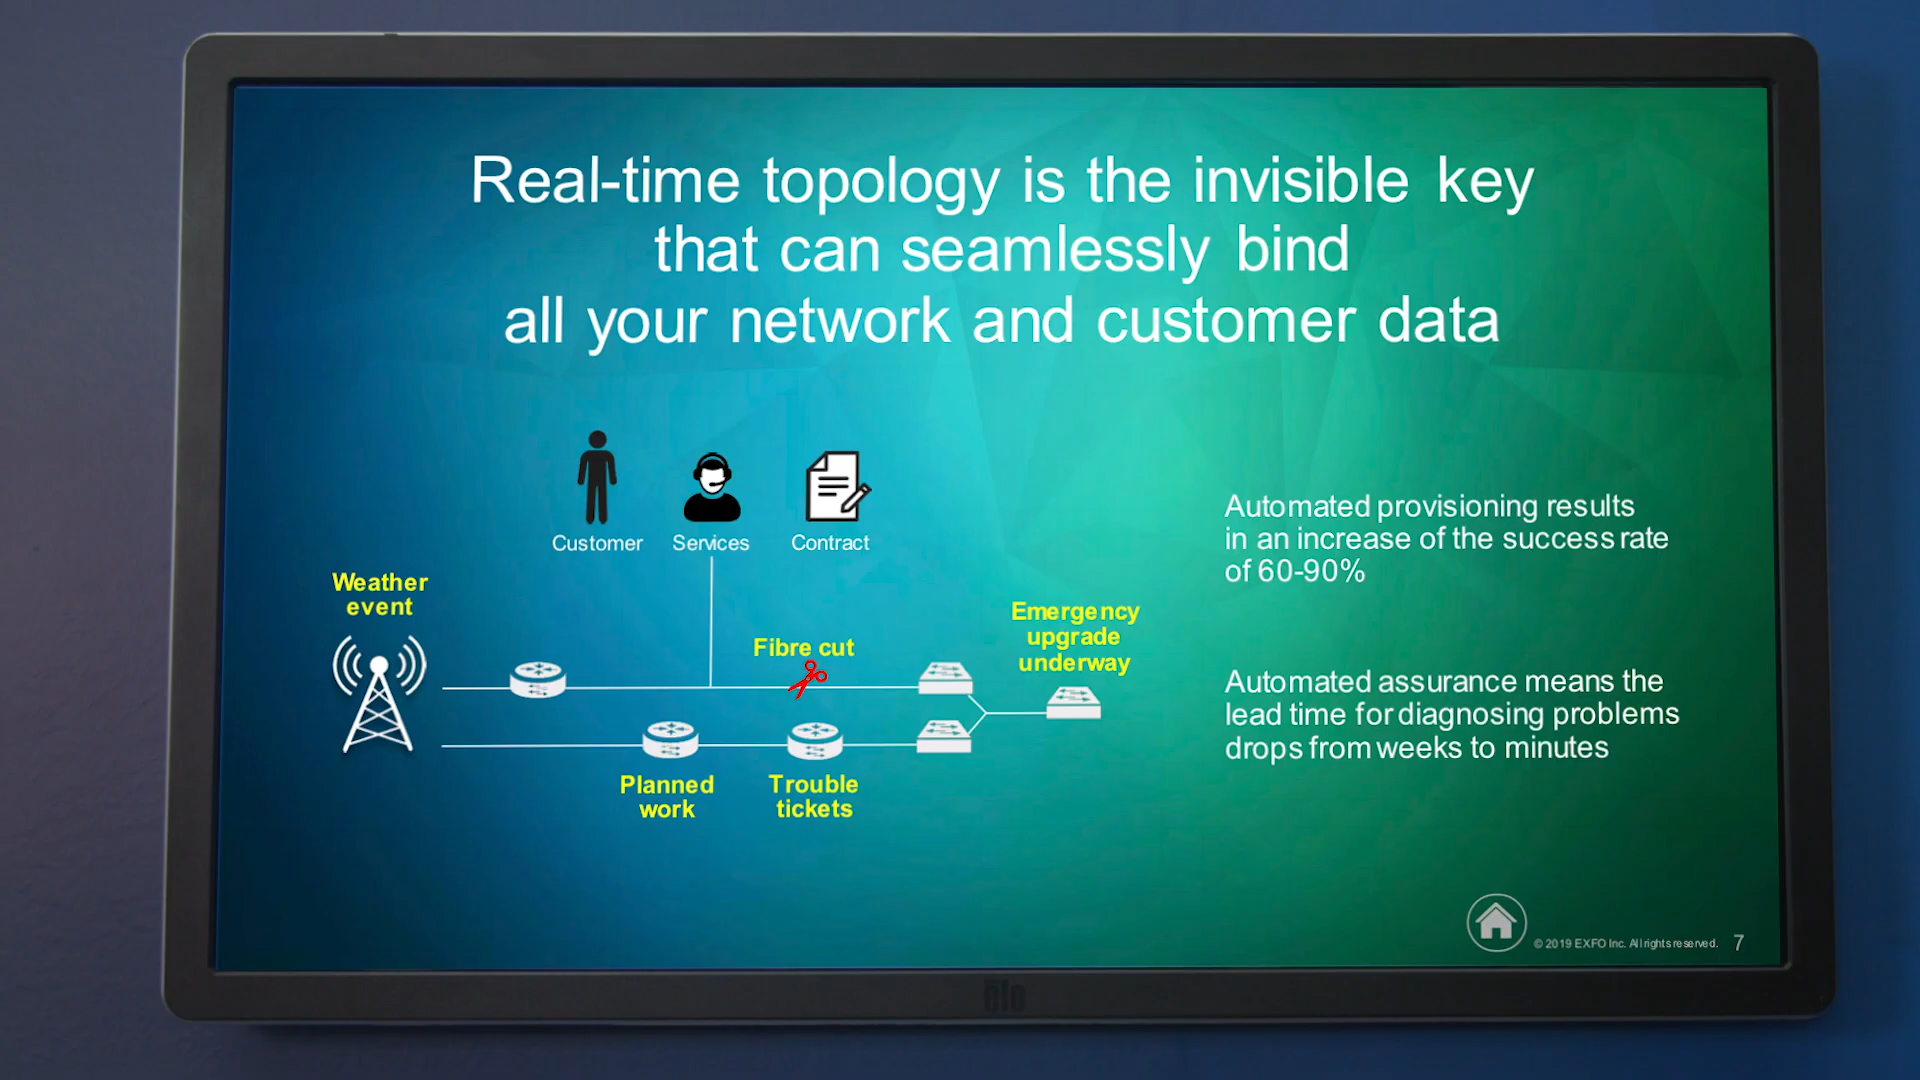 Real-time topology is the invisible key
that can seamlessly bind
all your network and customer data
Customer
Services
Contract
Weather
event
Fibre cut
Emergency
upgrade
underway
Planned
work
Trouble
tickets
Automated provisioning results
in an increase of the success rate
of 60-90%
Automated assurance means the
lead time for diagnosing problems
drops from weeks to minutes
© 2019 EXFO Inc. All rights reserved.
7
elo